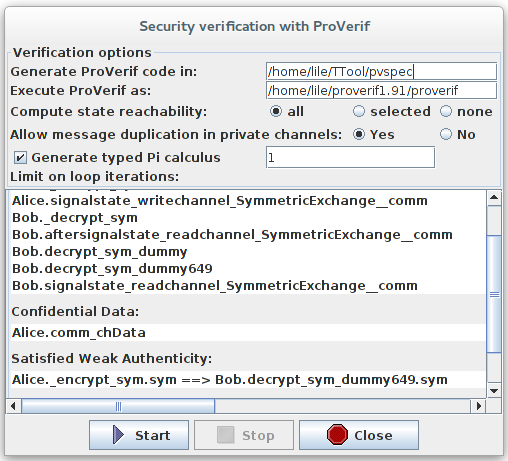 Security verification with ProVerif
Verification options
Generate ProVerif code in: /home/lile/TTool/pvspec
Execute ProVerif as: /home/lile/proverif1.91/proverif
Compute state reachability: all selected none
Allow message duplication in private channels: Yes No
Generate typed Pi calculus 1
Limit on loop iterations:
Alice.signalstate_writechannel_SymmetricExchange__comm
Bob._decrypt_sym
Bob.aftersignalstate_readchannel_SymmetricExchange__comm
Bob.decrypt_sym_dummy
Bob.decrypt_sym_dummy649
Bob.signalstate_readchannel_SymmetricExchange__comm
Confidential Data:
Alice.comm_chData
Satisfied Weak Authenticity:
Alice._encrypt_sym.sym ==> Bob.decrypt_sym_dummy649.sym
Start Stop Close